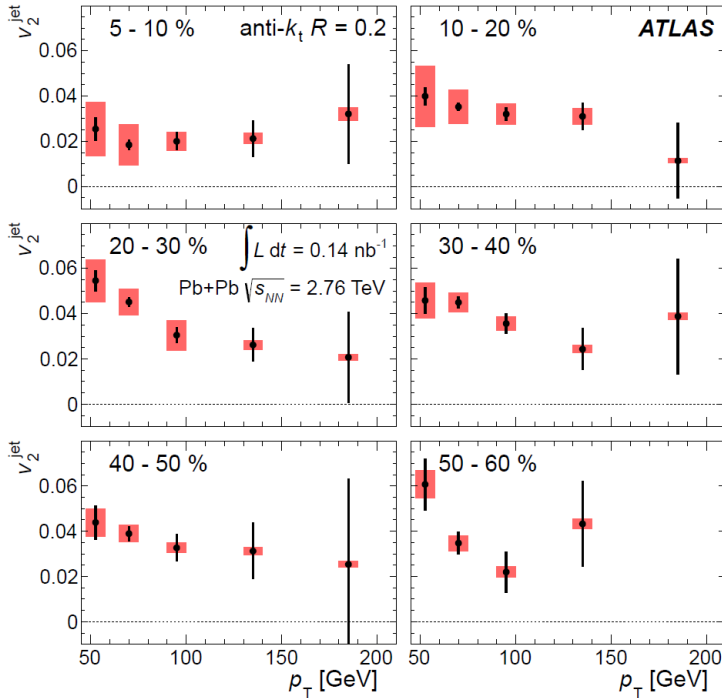 v₂ʲᵉᵗ
0.06
0.04
0.02
0
5 - 10 %
anti-kₜ R = 0.2
10 - 20 %
ATLAS
v₂ʲᵉᵗ
0.06
0.04
0.02
0
20 - 30 %
∫ L dt = 0.14 nb⁻¹
Pb+Pb √s_NN = 2.76 TeV
30 - 40 %
v₂ʲᵉᵗ
0.06
0.04
0.02
0
40 - 50 %
50 - 60 %
50 100 150 200 50 100 150 200
p_T [GeV] p_T [GeV]